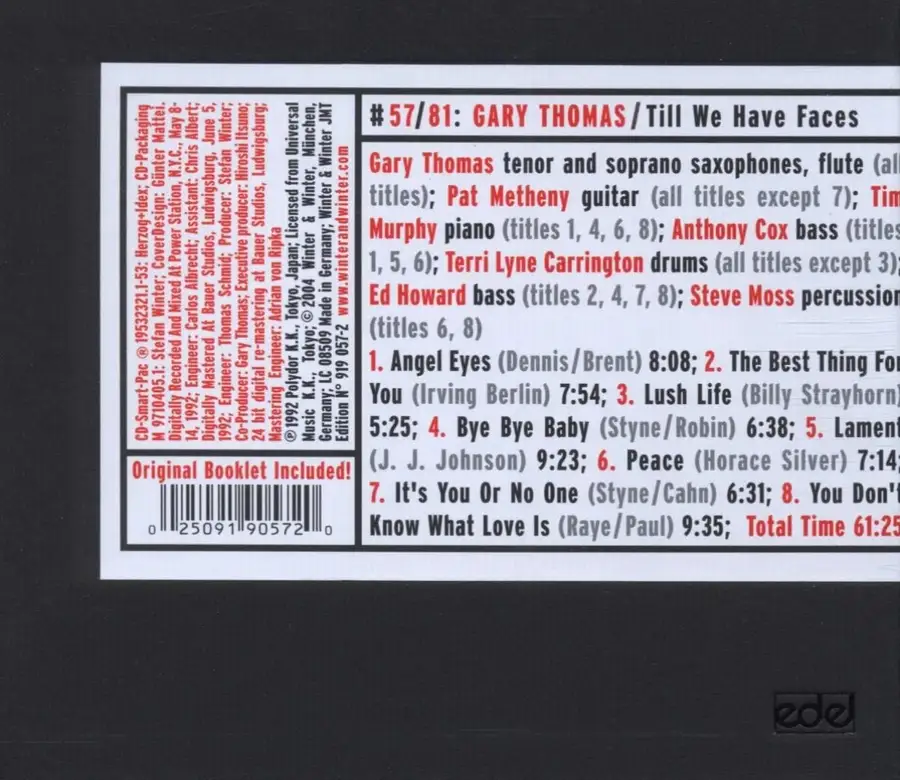 CD-Smart-Pac ® 19532321.1-53: Herzog+Idex; CD-Packaging
M 9710405.1: Stefan Winter; CoverDesign: Günter Mattei.
Digitally Recorded And Mixed At Power Station, N.Y.C., May 8-
14, 1992; Engineer: Carlos Albrecht; Assistant: Chris Albert;
Digitally Mastered At Bauer Studios, Ludwigsburg, June 5,
1992; Engineer: Thomas Schmid; Producer: Stefan Winter;
Co-Producer: Gary Thomas; Executive producer: Hiroshi Itsuno;
24 bit digital re-mastering at Bauer Studios, Ludwigsburg;
Mastering Engineer: Adrian von Ripka
℗1992 Polydor K.K., Tokyo, Japan; Licensed from Universal
Music K.K., Tokyo; © 2004 Winter & Winter, München,
Germany; LC 08509 Made in Germany; Winter & Winter JMT
Edition N° 919 057-2 www.winterandwinter.com
Original Booklet Included!
0 25091 90572 0
#57/81: GARY THOMAS/Till We Have Faces
Gary Thomas tenor and soprano saxophones, flute (all
titles); Pat Metheny guitar (all titles except 7); Tim
Murphy piano (titles 1, 4, 6, 8); Anthony Cox bass (titles
1, 5, 6); Terri Lyne Carrington drums (all titles except 3);
Ed Howard bass (titles 2, 4, 7, 8); Steve Moss percussion
(titles 6, 8)
1. Angel Eyes (Dennis/Brent) 8:08; 2. The Best Thing For
You (Irving Berlin) 7:54; 3. Lush Life (Billy Strayhorn)
5:25; 4. Bye Bye Baby (Styne/Robin) 6:38; 5. Lament
(J. J. Johnson) 9:23; 6. Peace (Horace Silver) 7:14;
7. It's You Or No One (Styne/Cahn) 6:31; 8. You Don't
Know What Love Is (Raye/Paul) 9:35; Total Time 61:25
edel